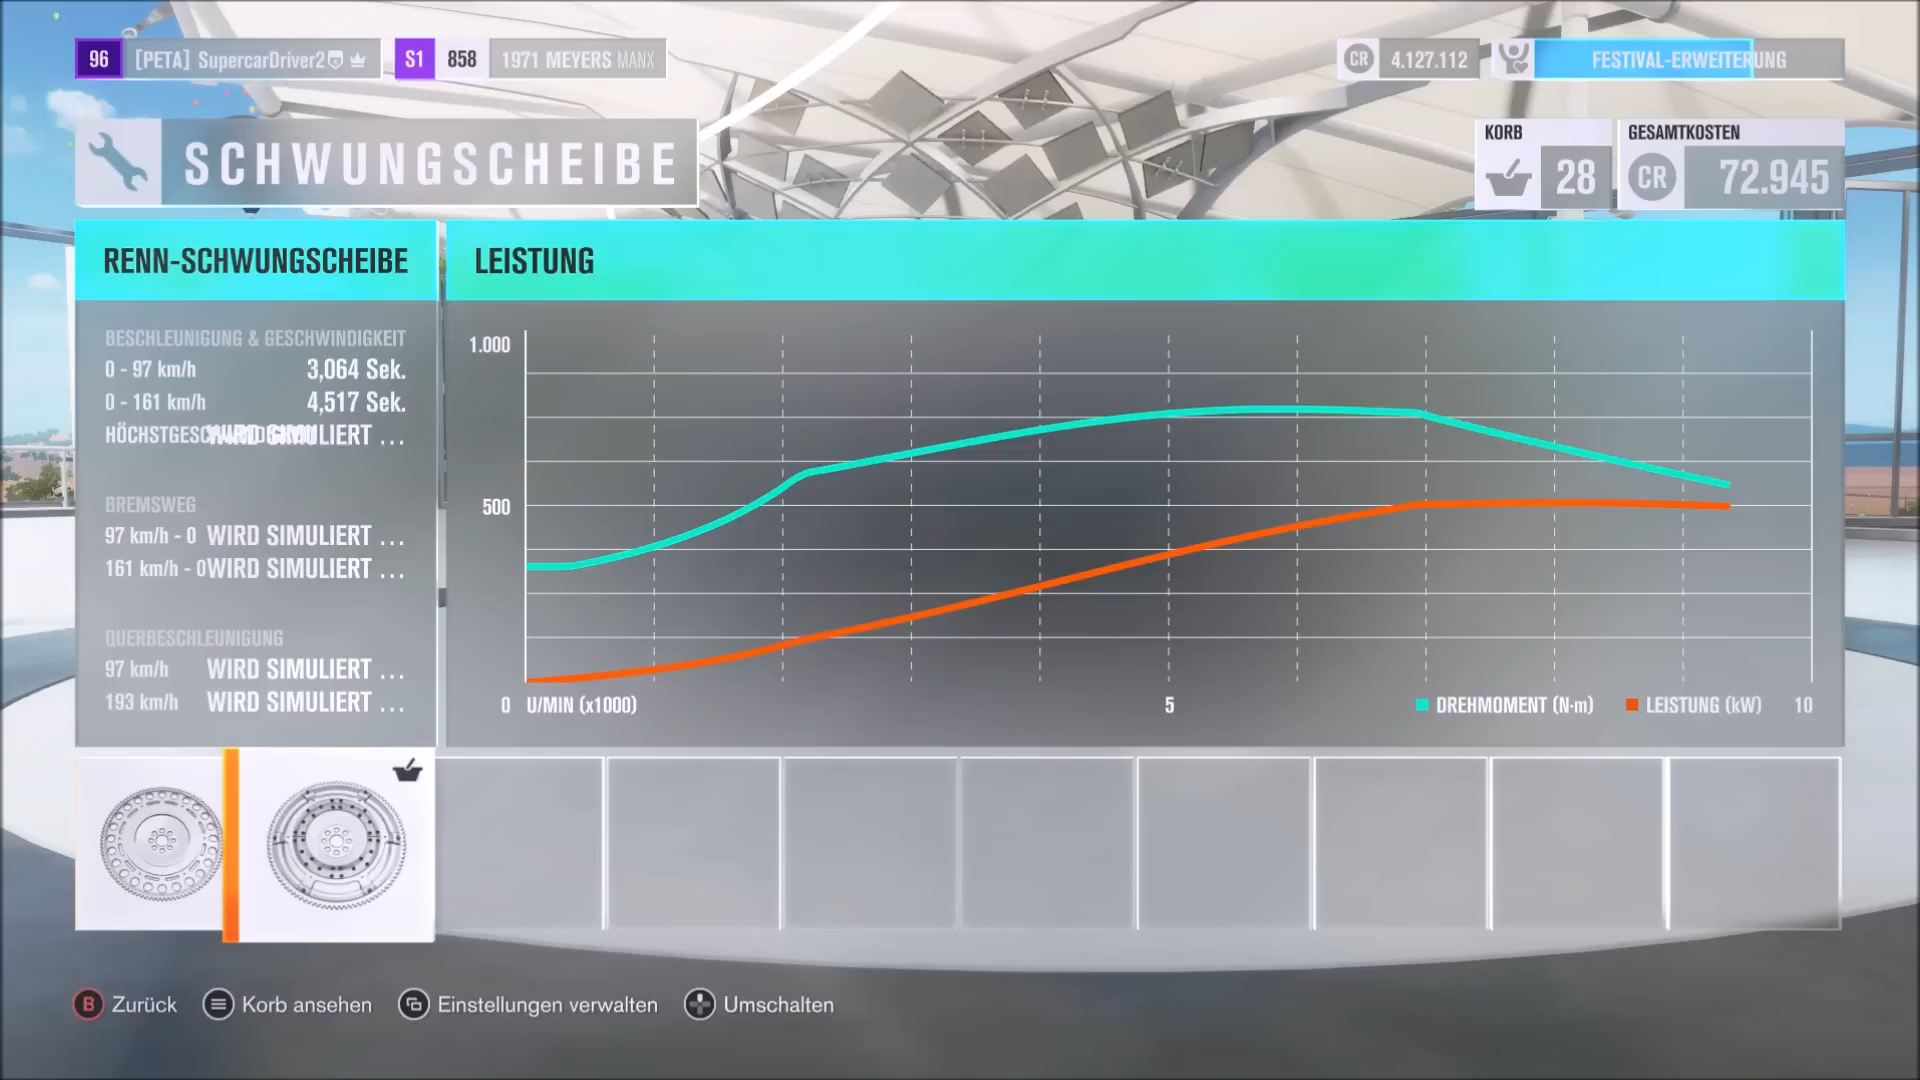 96 [PETA] SupercarDriver2 S1 858 1971 MEYERS MANX
CR 4.127.112 FESTIVAL-ERWEITERUNG
SCHWUNGSCHEIBE
KORB
28
GESAMTKOSTEN
CR 72.945
RENN-SCHWUNGSCHEIBE
BESCHLEUNIGUNG & GESCHWINDIGKEIT
0 - 97 km/h 3,064 Sek.
0 - 161 km/h 4,517 Sek.
WIRD SIMULIERT ...
BREMSWEG
97 km/h - 0 WIRD SIMULIERT ...
161 km/h - 0 WIRD SIMULIERT ...
QUERBESCHLEUNIGUNG
97 km/h WIRD SIMULIERT ...
193 km/h WIRD SIMULIERT ...
LEISTUNG
1.000
500
0 U/MIN (x1000) 5 DREHMOMENT (N·m) LEISTUNG (kW) 10
B Zurück Korb ansehen Einstellungen verwalten Umschalten